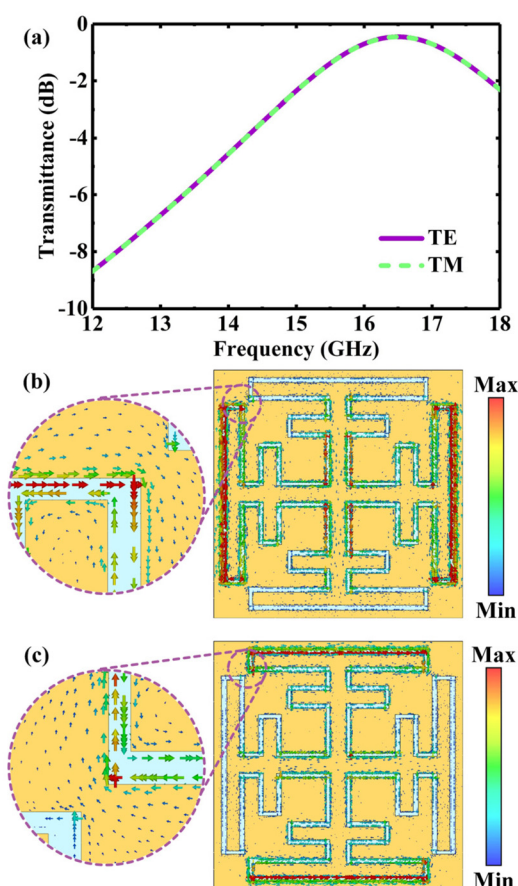 (a)
0
-2
-4
-6
-8
-10
Transmittance (dB)
TE
TM
12 13 14 15 16 17 18
Frequency (GHz)
(b)
Max
Min
(c)
Max
Min